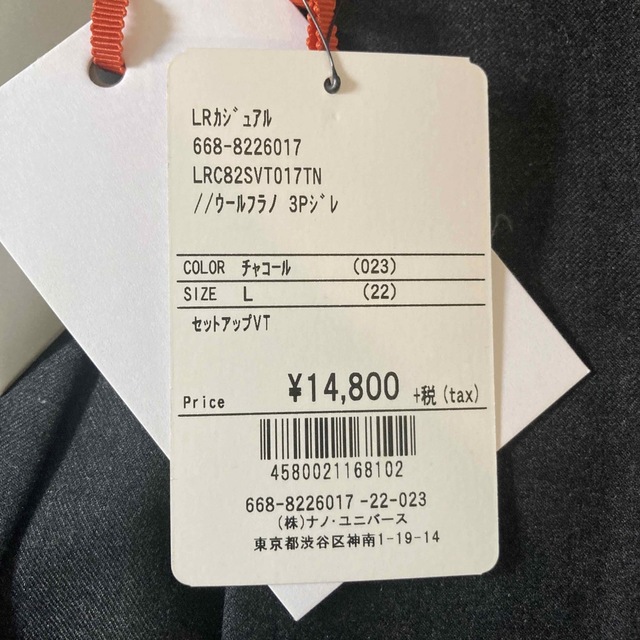 LRｶｼﾞｭｱﾙ
668-8226017
LRC82SVT017TN
//ｳｰﾙﾌﾗﾉ 3Pｼﾞﾚ
COLOR ﾁｬｺｰﾙ (023)
SIZE L (22)
ｾｯﾄｱｯﾌﾟVT
Price ¥14,800 +税(tax)
4580021168102
668-8226017 -22-023
(株)ナノ・ユニバース
東京都渋谷区神南1-19-14